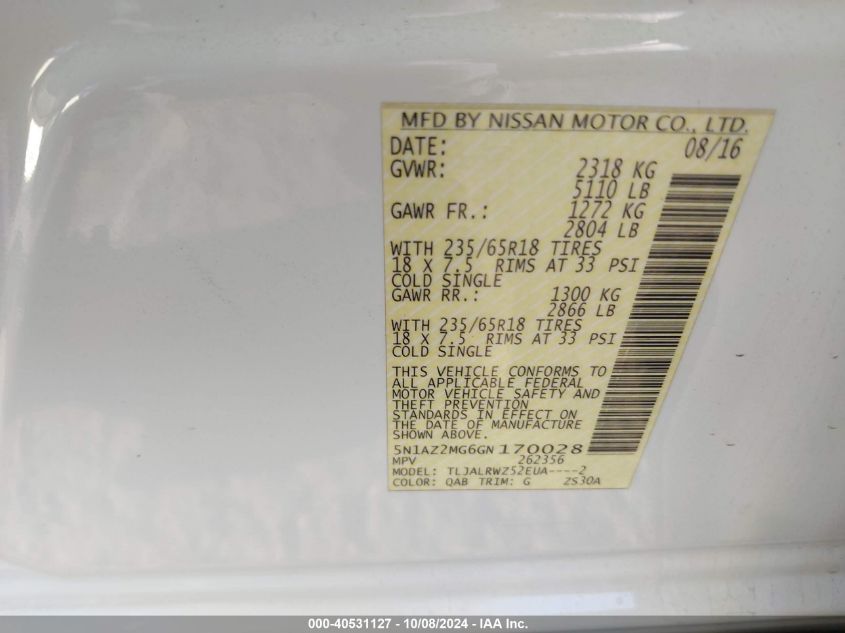 MFD BY NISSAN MOTOR CO., LTD.
DATE: 08/16
GVWR: 2318 KG
5110 LB
GAWR FR.: 1272 KG
2804 LB
WITH 235/65R18 TIRES
18 X 7.5 RIMS AT 33 PSI
COLD SINGLE
GAWR RR.: 1300 KG
2866 LB
WITH 235/65R18 TIRES
18 X 7.5 RIMS AT 33 PSI
COLD SINGLE
THIS VEHICLE CONFORMS TO
ALL APPLICABLE FEDERAL
MOTOR VEHICLE SAFETY AND
THEFT PREVENTION
STANDARDS IN EFFECT ON
THE DATE OF MANUFACTURE
SHOWN ABOVE.
5N1AZ2MG6GN170028
MPV 262356
MODEL: TLJALRWZ52EUA----2
COLOR: QAB TRIM: G ZS30A
000-40531127 - 10/08/2024 - IAA Inc.